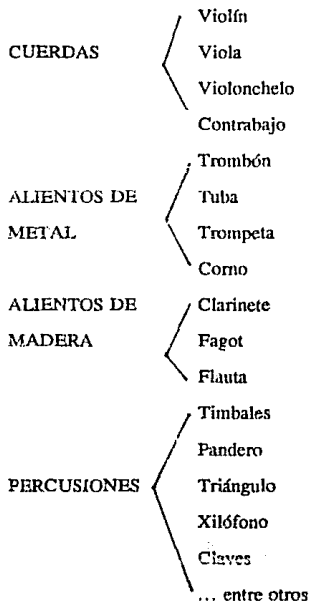 Violín
CUERDAS Viola
Violonchelo
Contrabajo
Trombón
ALIENTOS DE Tuba
METAL Trompeta
Corno
ALIENTOS DE Clarinete
MADERA Fagot
Flauta
Timbales
Pandero
Triángulo
PERCUSIONES
Xilófono
Claves
... entre otros